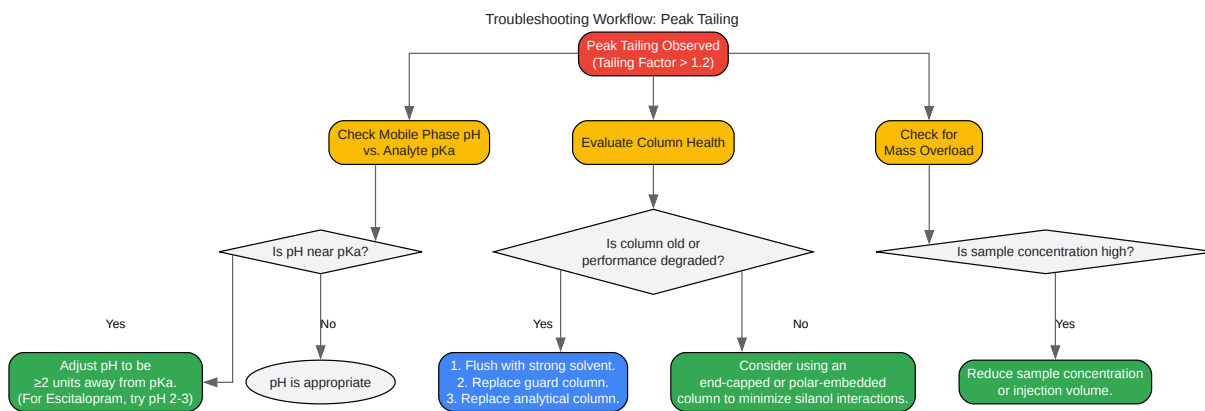 Troubleshooting Workflow: Peak Tailing
Peak Tailing Observed
(Tailing Factor > 1.2)
Check Mobile Phase pH
vs. Analyte pKa
Evaluate Column Health
Check for
Mass Overload
Is pH near pKa?
Is column old or
performance degraded?
Is sample concentration high?
Yes
No
Yes
No
Yes
Adjust pH to be
≥2 units away from pKa.
(For Escitalopram, try pH 2-3)
pH is appropriate
1. Flush with strong solvent.
2. Replace guard column.
3. Replace analytical column.
Consider using an
end-capped or polar-embedded
column to minimize silanol interactions.
Reduce sample concentration
or injection volume.